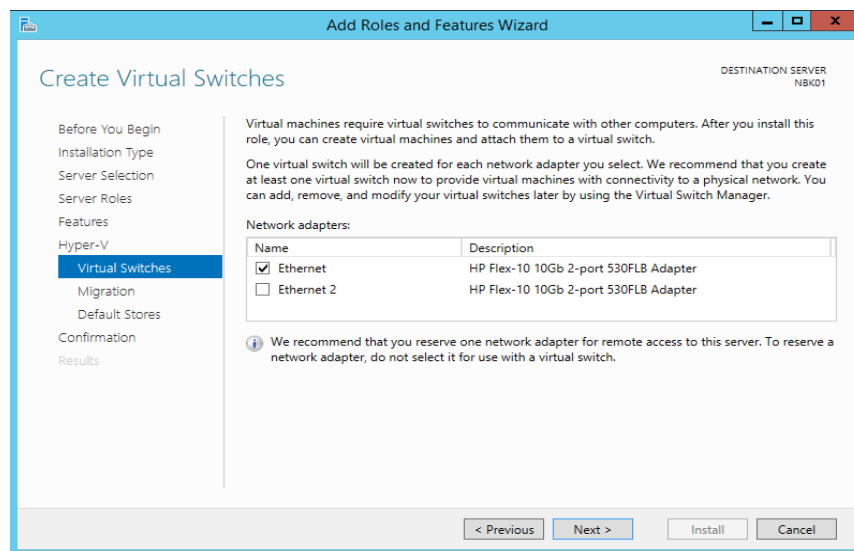 Add Roles and Features Wizard
Create Virtual Switches
DESTINATION SERVER
NBK01
Before You Begin
Installation Type
Server Selection
Server Roles
Features
Hyper-V
Virtual Switches
Migration
Default Stores
Confirmation
Results
Virtual machines require virtual switches to communicate with other computers. After you install this
role, you can create virtual machines and attach them to a virtual switch.
One virtual switch will be created for each network adapter you select. We recommend that you create
at least one virtual switch now to provide virtual machines with connectivity to a physical network. You
can add, remove, and modify your virtual switches later by using the Virtual Switch Manager.
Network adapters:
Name Description
Ethernet HP Flex-10 10Gb 2-port 530FLB Adapter
Ethernet 2 HP Flex-10 10Gb 2-port 530FLB Adapter
We recommend that you reserve one network adapter for remote access to this server. To reserve a
network adapter, do not select it for use with a virtual switch.
< Previous Next > Install Cancel